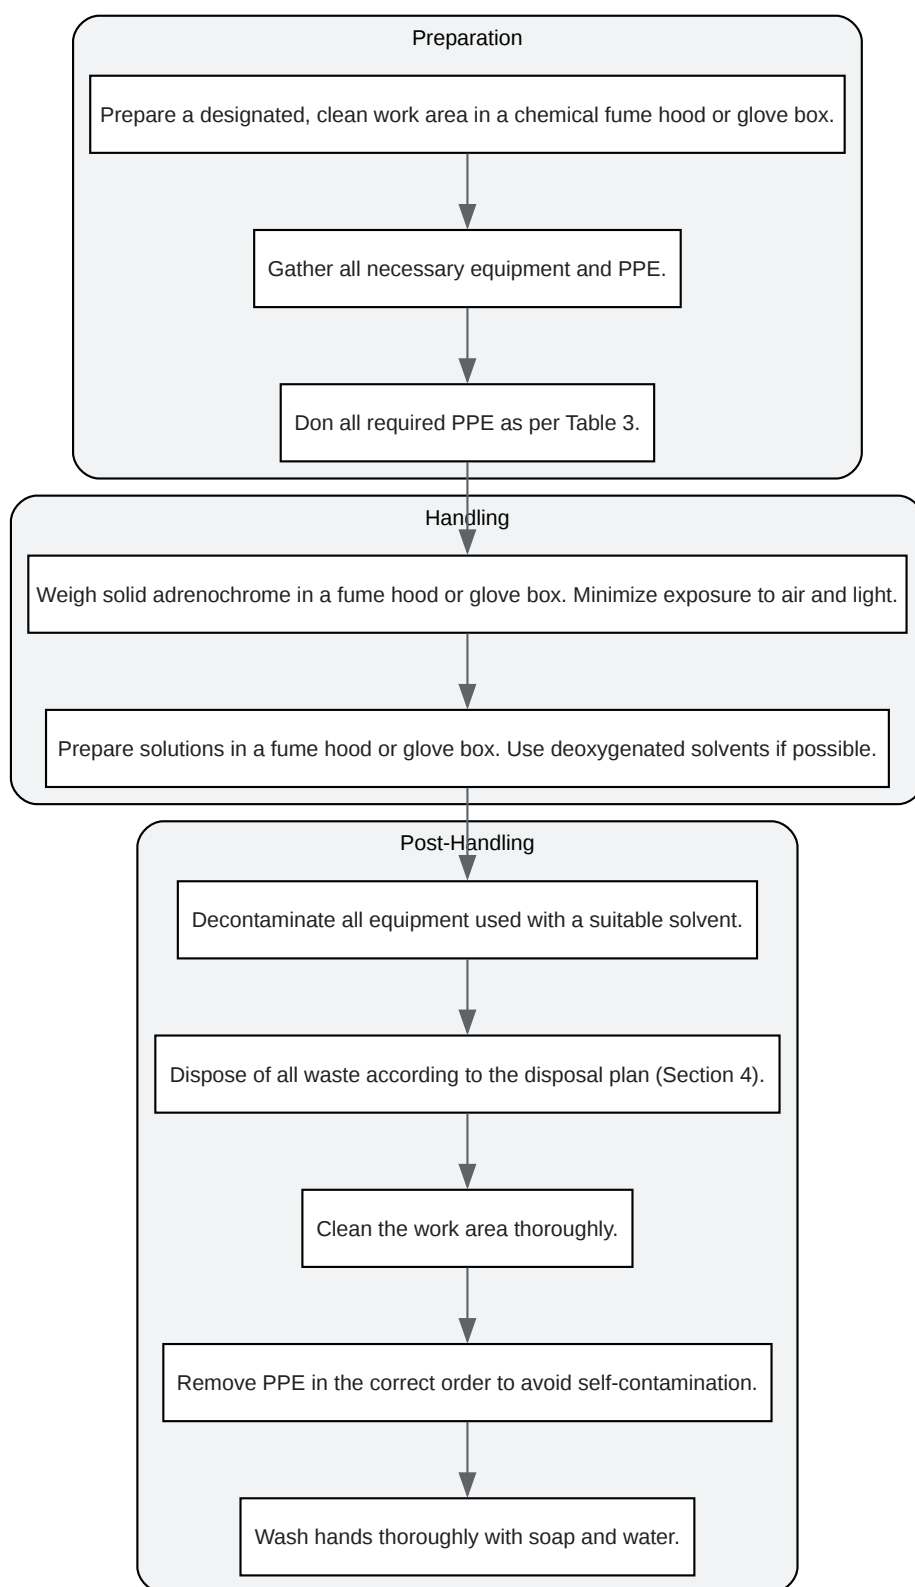 Preparation
Prepare a designated, clean work area in a chemical fume hood or glove box.
Gather all necessary equipment and PPE.
Don all required PPE as per Table 3.
Handling
Weigh solid adrenochrome in a fume hood or glove box. Minimize exposure to air and light.
Prepare solutions in a fume hood or glove box. Use deoxygenated solvents if possible.
Post-Handling
Decontaminate all equipment used with a suitable solvent.
Dispose of all waste according to the disposal plan (Section 4).
Clean the work area thoroughly.
Remove PPE in the correct order to avoid self-contamination.
Wash hands thoroughly with soap and water.